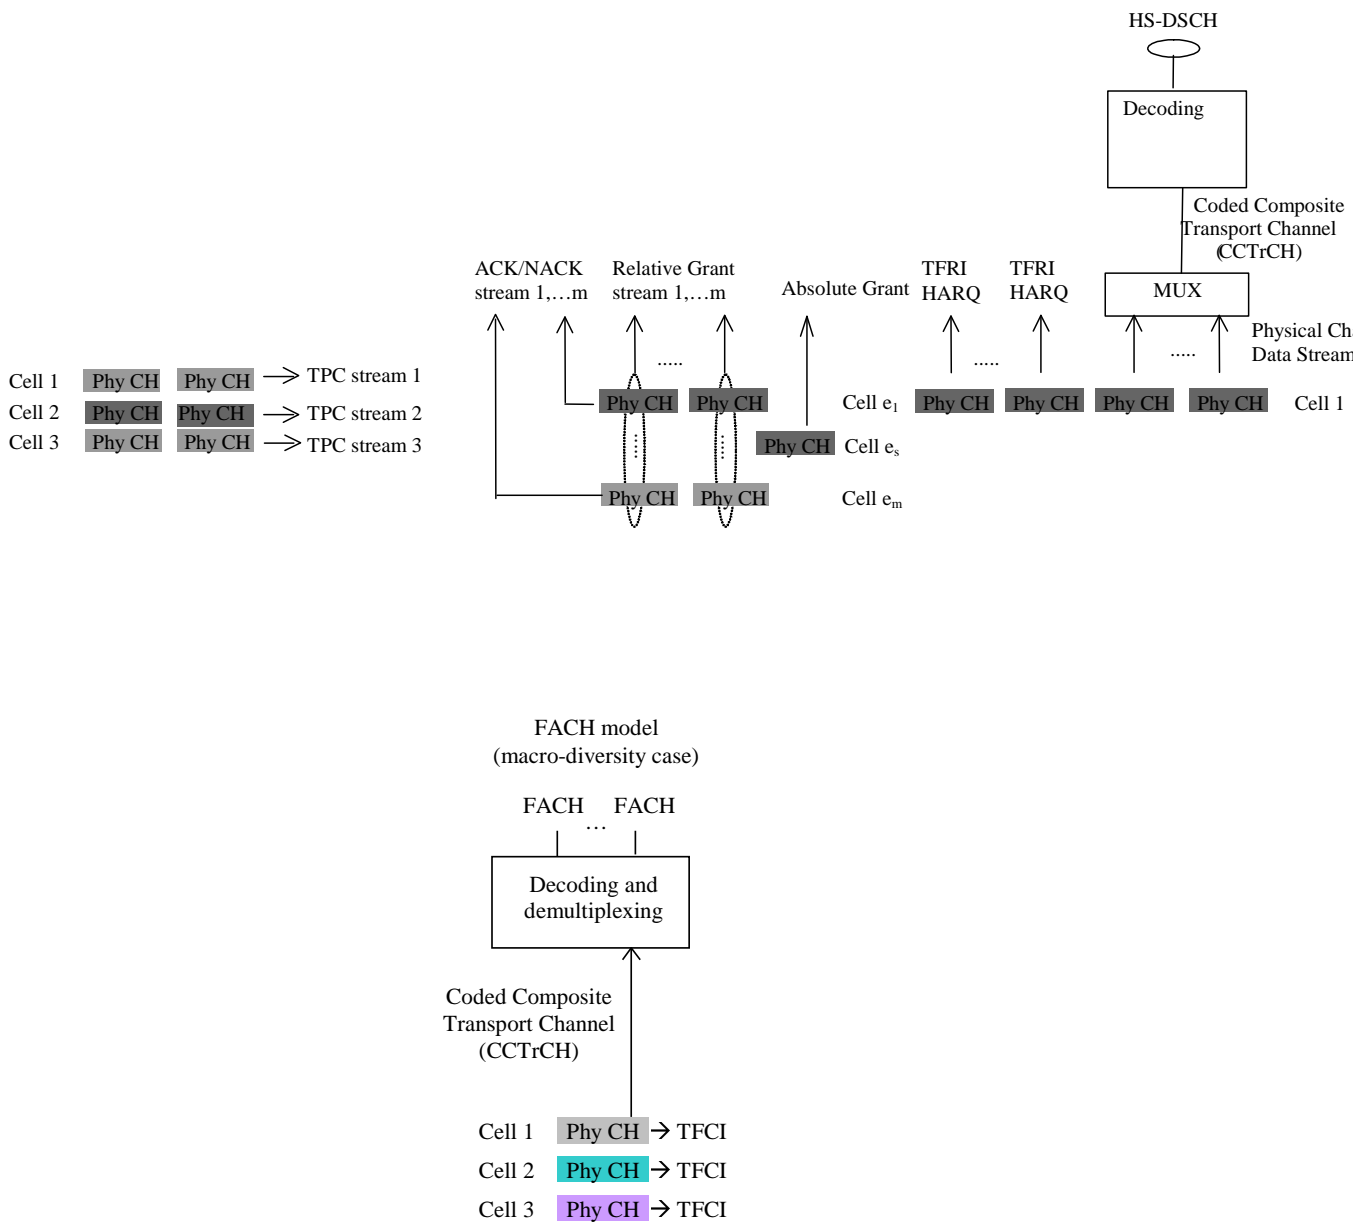 HS-DSCH
Decoding
Coded Composite
Transport Channel
(CCTrCH)
MUX
Physical Ch
Data Stream
ACK/NACK
stream 1,…m
Relative Grant
stream 1,…m
Absolute Grant
TFRI
HARQ
TFRI
HARQ
.....
.....
.....
Cell 1 Phy CH Phy CH TPC stream 1
Cell 2 Phy CH Phy CH TPC stream 2
Cell 3 Phy CH Phy CH TPC stream 3
Phy CH Phy CH Cell e1 Phy CH Phy CH Phy CH Phy CH Cell 1
Phy CH Cell es
Phy CH Phy CH Cell em
FACH model
(macro-diversity case)
FACH … FACH
Decoding and
demultiplexing
Coded Composite
Transport Channel
(CCTrCH)
Cell 1 Phy CH → TFCI
Cell 2 Phy CH → TFCI
Cell 3 Phy CH → TFCI